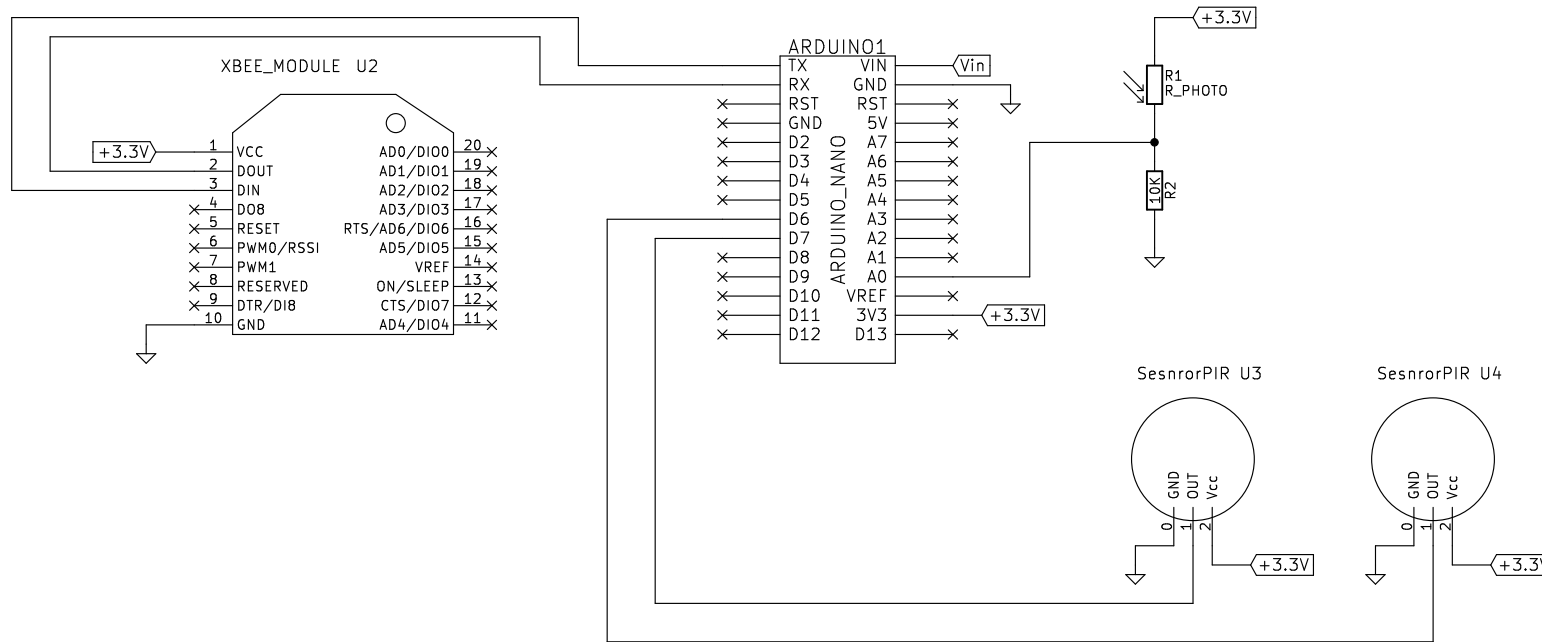 XBEE_MODULE U2
+3.3V
1 VCC
2 DOUT
3 DIN
4 DO8
5 RESET
6 PWM0/RSSI
7 PWM1
8 RESERVED
9 DTR/DI8
10 GND
AD0/DIO0 20
AD1/DIO1 19
AD2/DIO2 18
AD3/DIO3 17
RTS/AD6/DIO6 16
AD5/DIO5 15
VREF 14
ON/SLEEP 13
CTS/DIO7 12
AD4/DIO4 11
ARDUINO1
TX
RX
RST
GND
D2
D3
D4
D5
D6
D7
D8
D9
D10
D11
D12
ARDUINO_NANO
VIN
GND
RST
5V
A7
A6
A5
A4
A3
A2
A1
A0
VREF
3V3
D13
Vin
+3.3V
+3.3V
R1
R_PHOTO
10K
R2
SesnrorPIR U3
GND
OUT
Vcc
0
1
2
+3.3V
SesnrorPIR U4
GND
OUT
Vcc
0
1
2
+3.3V